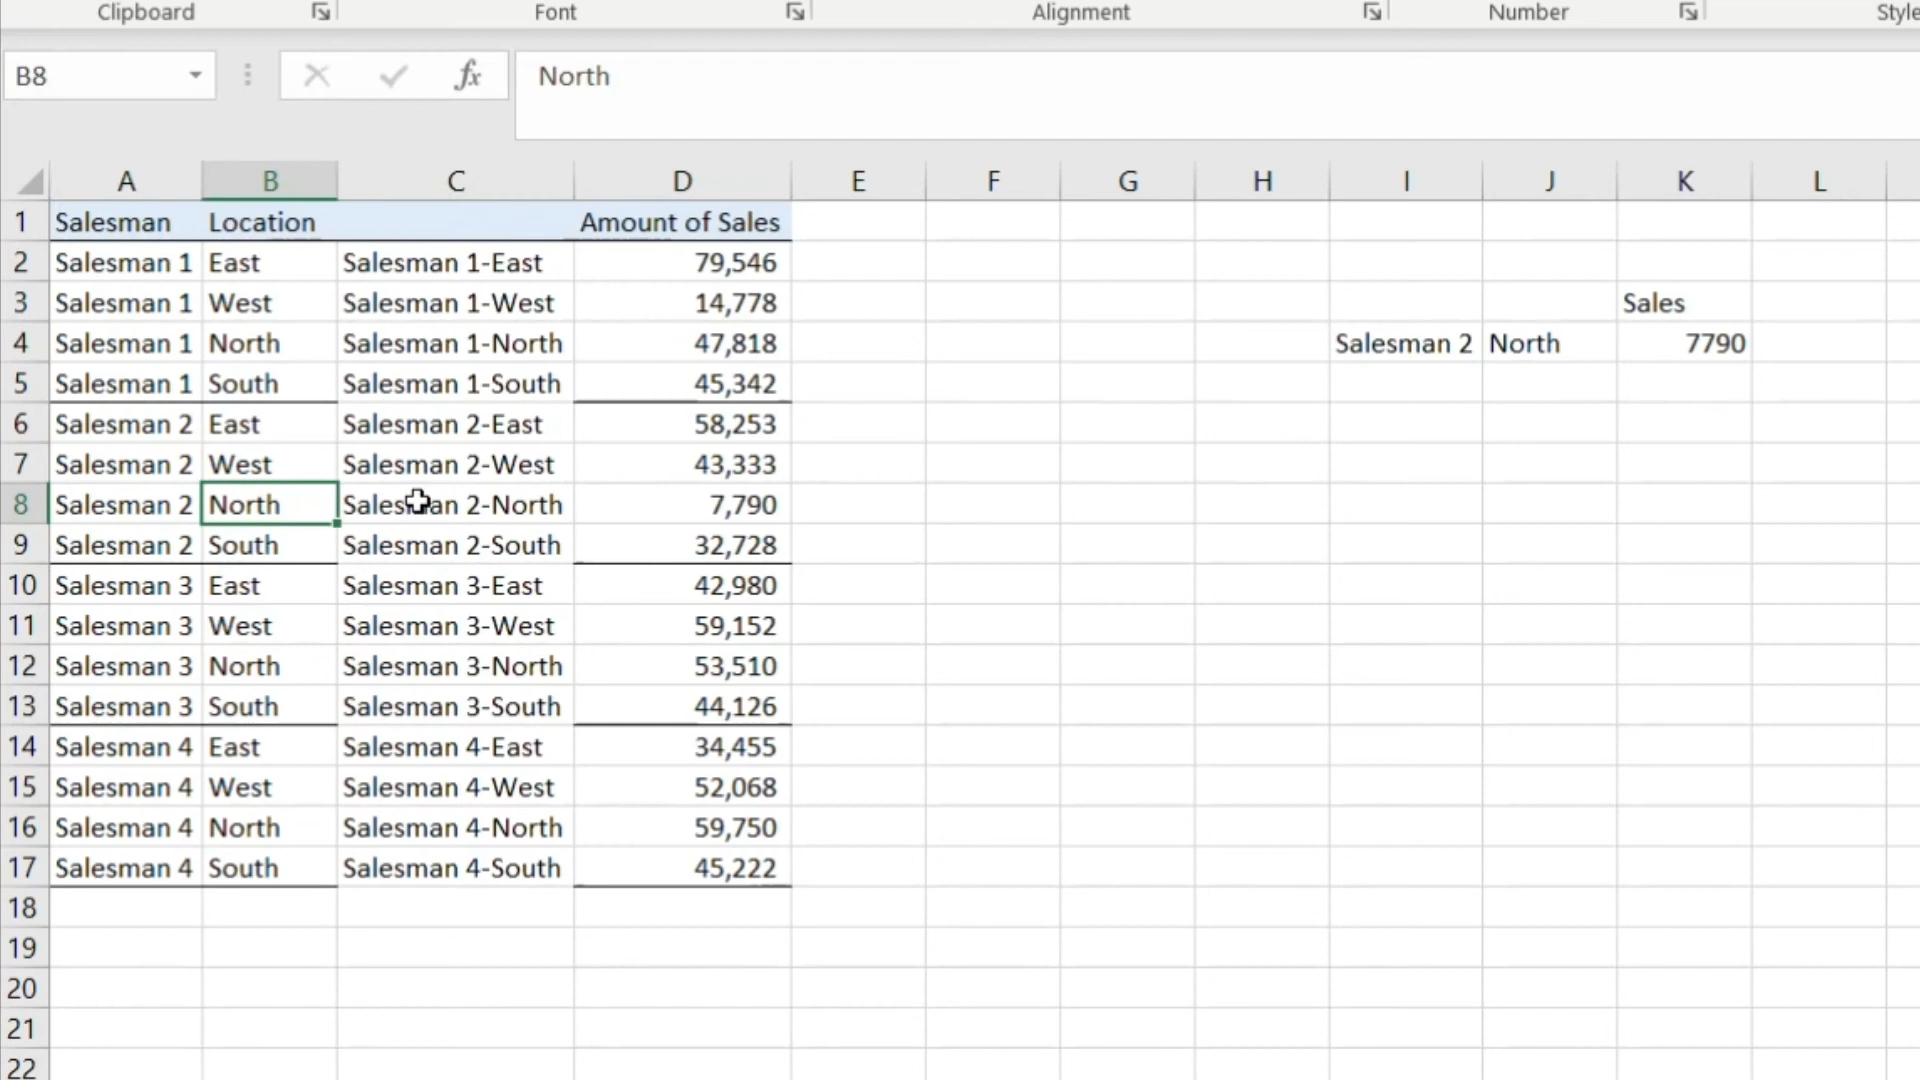 Clipboard Font Alignment Number Style
B8 fx North
A B C D E F G H I J K L
1 Salesman Location Amount of Sales
2 Salesman 1 East Salesman 1-East 79,546
3 Salesman 1 West Salesman 1-West 14,778 Sales
4 Salesman 1 North Salesman 1-North 47,818 Salesman 2 North 7790
5 Salesman 1 South Salesman 1-South 45,342
6 Salesman 2 East Salesman 2-East 58,253
7 Salesman 2 West Salesman 2-West 43,333
8 Salesman 2 North Salesman 2-North 7,790
9 Salesman 2 South Salesman 2-South 32,728
10 Salesman 3 East Salesman 3-East 42,980
11 Salesman 3 West Salesman 3-West 59,152
12 Salesman 3 North Salesman 3-North 53,510
13 Salesman 3 South Salesman 3-South 44,126
14 Salesman 4 East Salesman 4-East 34,455
15 Salesman 4 West Salesman 4-West 52,068
16 Salesman 4 North Salesman 4-North 59,750
17 Salesman 4 South Salesman 4-South 45,222
18
19
20
21
22